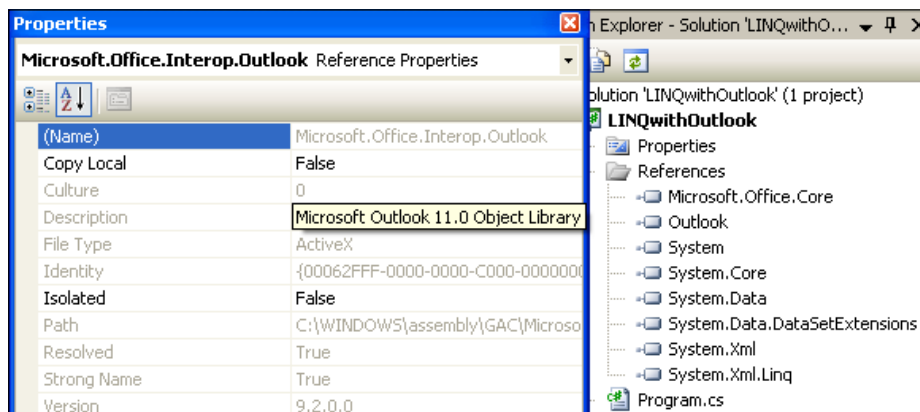 Properties
Microsoft.Office.Interop.Outlook Reference Properties
(Name) Microsoft.Office.Interop.Outlook
Copy Local False
Culture 0
Description Microsoft Outlook 11.0 Object Library
File Type ActiveX
Identity {00062FFF-0000-0000-C000-0000000
Isolated False
Path C:\WINDOWS\assembly\GAC\Microso
Resolved True
Strong Name True
Version 9.2.0.0
Explorer - Solution 'LINQwithO...
olution 'LINQwithOutlook' (1 project)
LINQwithOutlook
Properties
References
Microsoft.Office.Core
Outlook
System
System.Core
System.Data
System.Data.DataSetExtensions
System.Xml
System.Xml.Linq
Program.cs